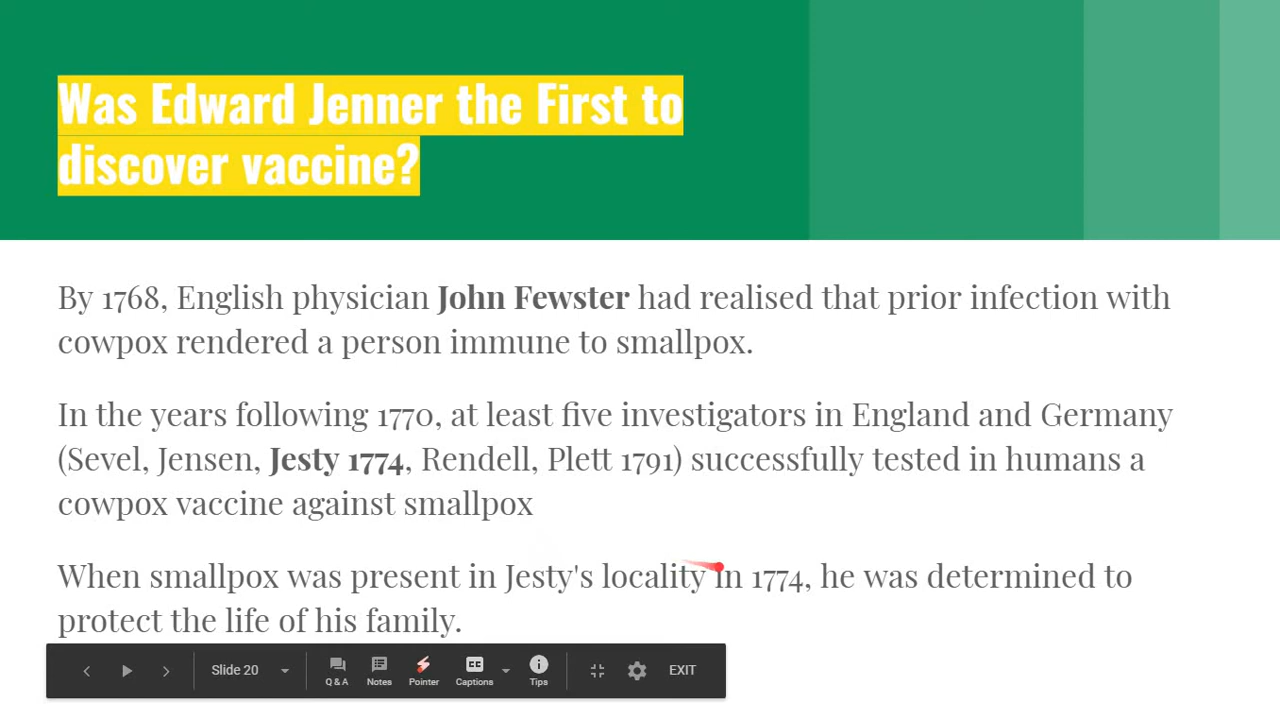 Was Edward Jenner the First to
discover vaccine?
By 1768, English physician John Fewster had realised that prior infection with
cowpox rendered a person immune to smallpox.
In the years following 1770, at least five investigators in England and Germany
(Sevel, Jensen, Jesty 1774, Rendell, Plett 1791) successfully tested in humans a
cowpox vaccine against smallpox
When smallpox was present in Jesty's locality in 1774, he was determined to
protect the life of his family.
Slide 20
Q & A
Notes
Pointer
CC
Captions
Tips
EXIT